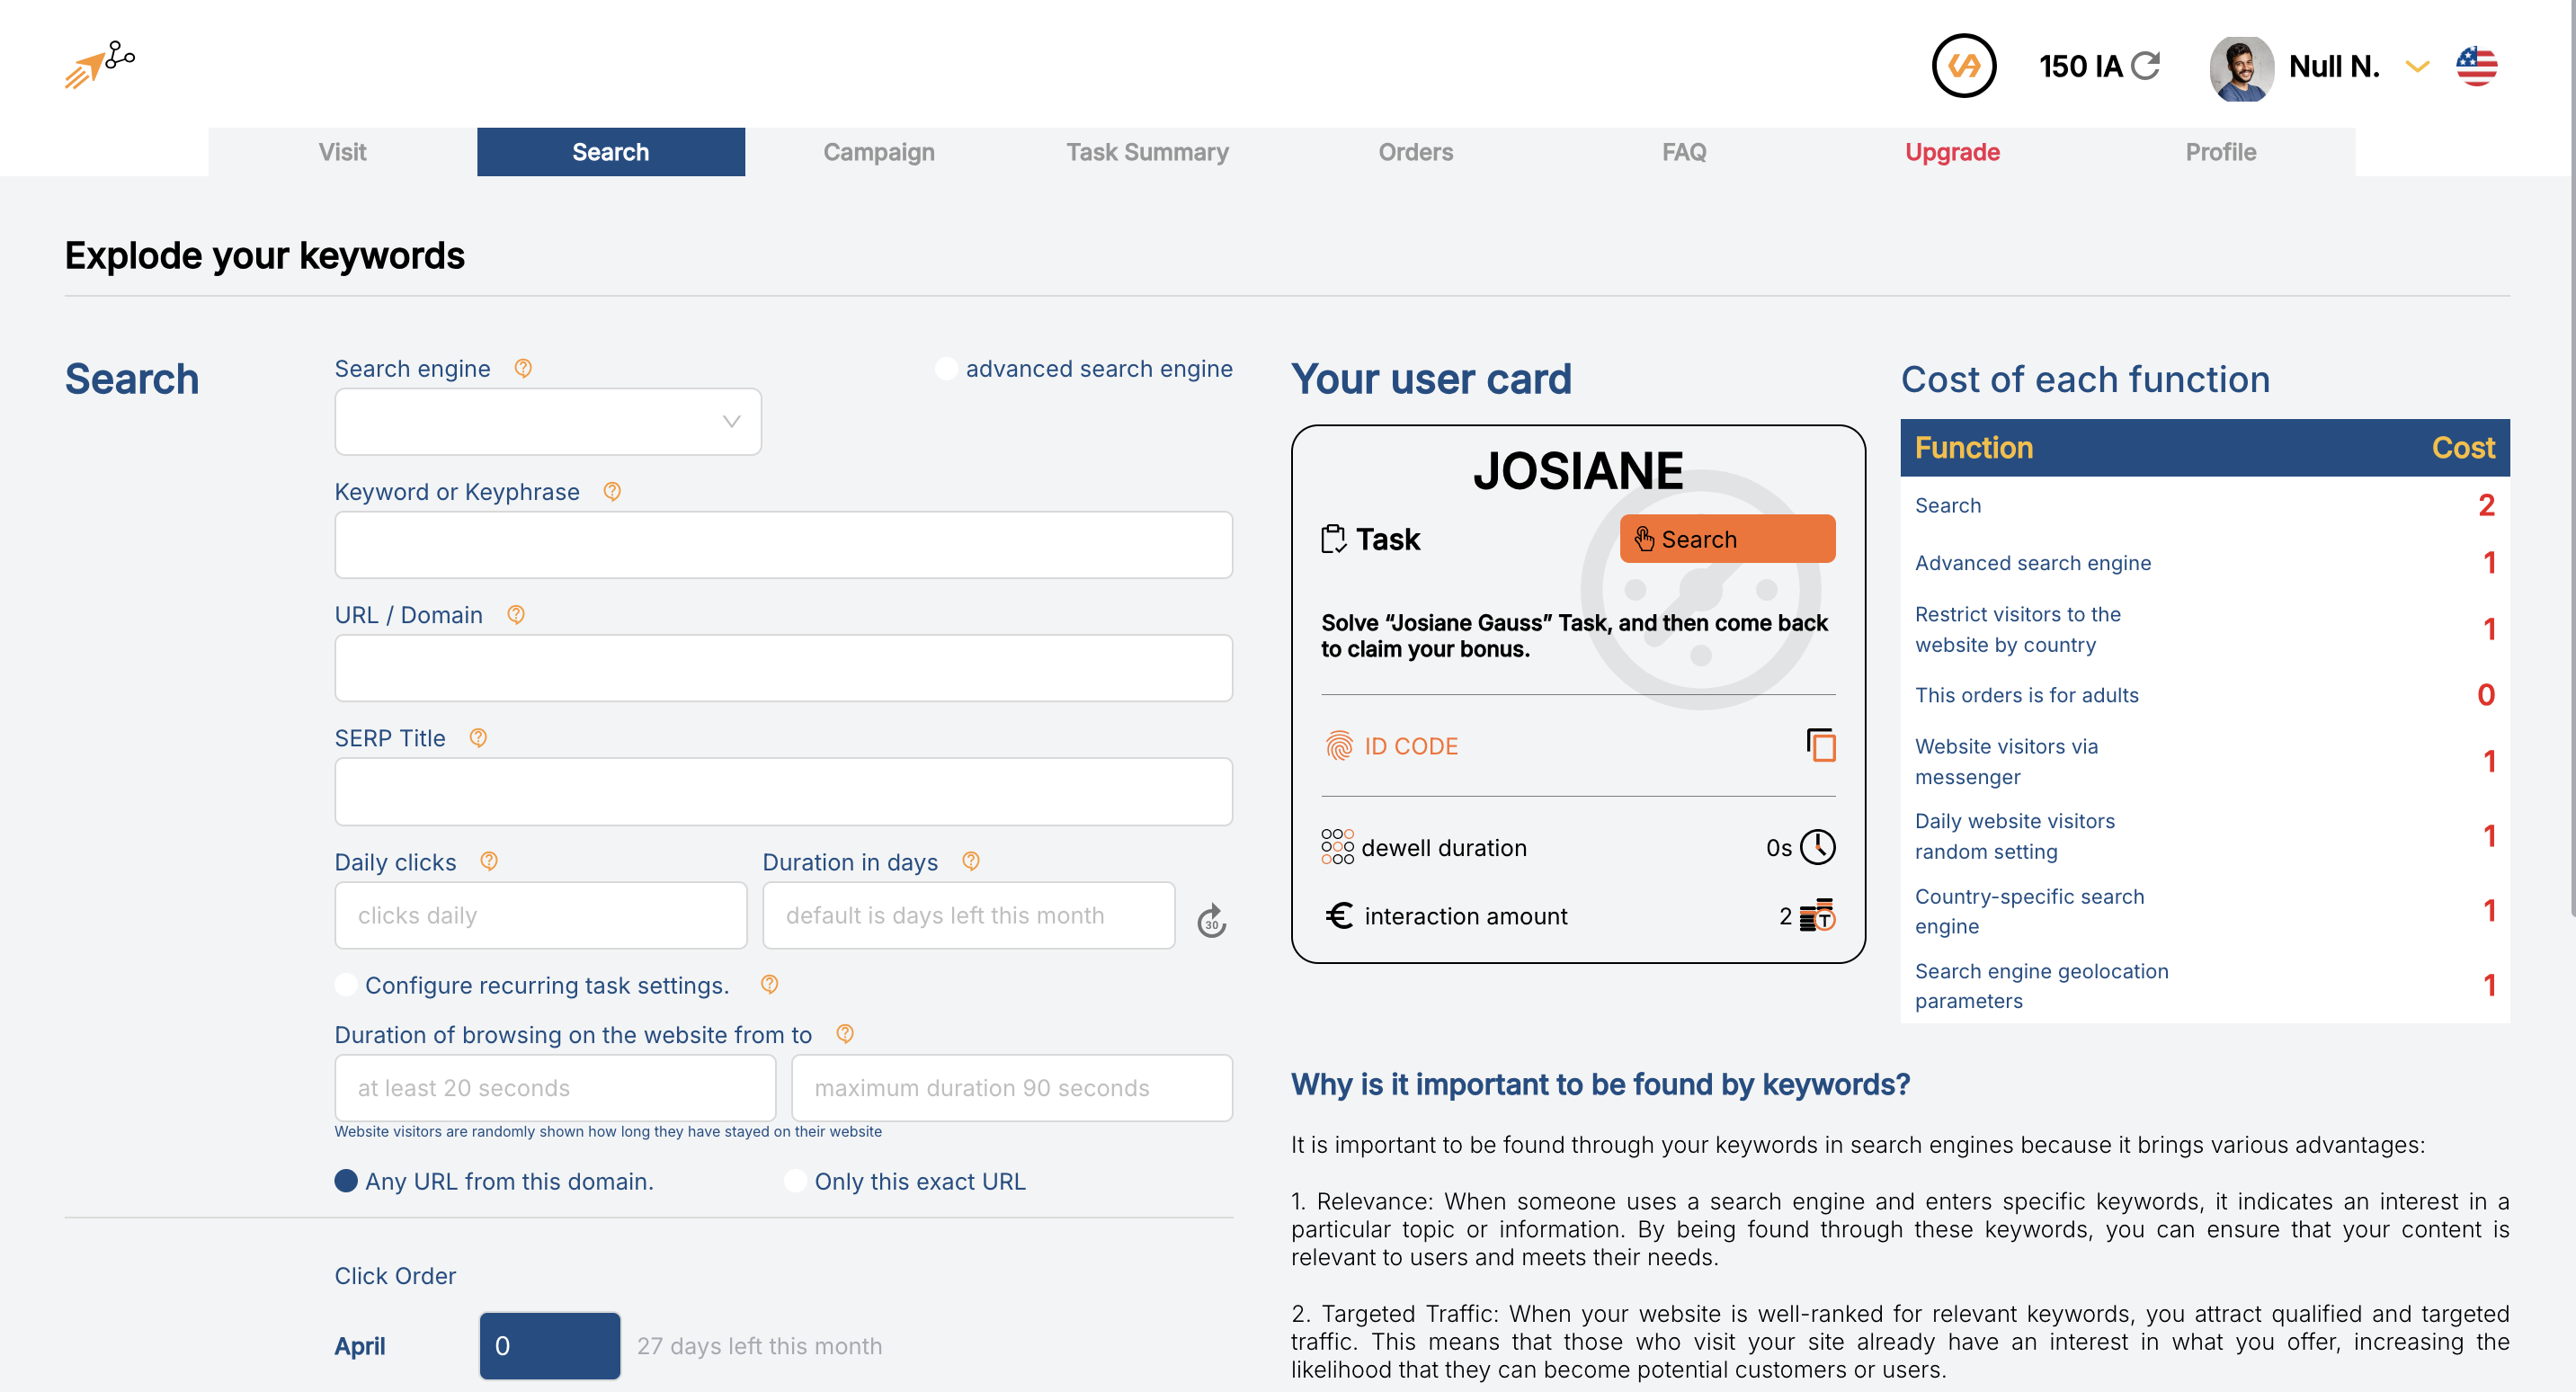 150 IA
Null N.
Visit
Search
Campaign
Task Summary
Orders
FAQ
Upgrade
Profile
Explode your keywords
Search
Search engine
advanced search engine
Keyword or Keyphrase
URL / Domain
SERP Title
Daily clicks
Duration in days
clicks daily
default is days left this month
30
Configure recurring task settings.
Duration of browsing on the website from to
at least 20 seconds
maximum duration 90 seconds
Website visitors are randomly shown how long they have stayed on their website
Any URL from this domain.
Only this exact URL
Click Order
April
0
27 days left this month
Your user card
JOSIANE
Task
Search
Solve “Josiane Gauss” Task, and then come back
to claim your bonus.
ID CODE
dewell duration
0s
interaction amount
2
T
Cost of each function
Function
Cost
Search
2
Advanced search engine
1
Restrict visitors to the
website by country
1
This orders is for adults
0
Website visitors via
messenger
1
Daily website visitors
random setting
1
Country-specific search
engine
1
Search engine geolocation
parameters
1
Why is it important to be found by keywords?
It is important to be found through your keywords in search engines because it brings various advantages:
1. Relevance: When someone uses a search engine and enters specific keywords, it indicates an interest in a
particular topic or information. By being found through these keywords, you can ensure that your content is
relevant to users and meets their needs.
2. Targeted Traffic: When your website is well-ranked for relevant keywords, you attract qualified and targeted
traffic. This means that those who visit your site already have an interest in what you offer, increasing the
likelihood that they can become potential customers or users.